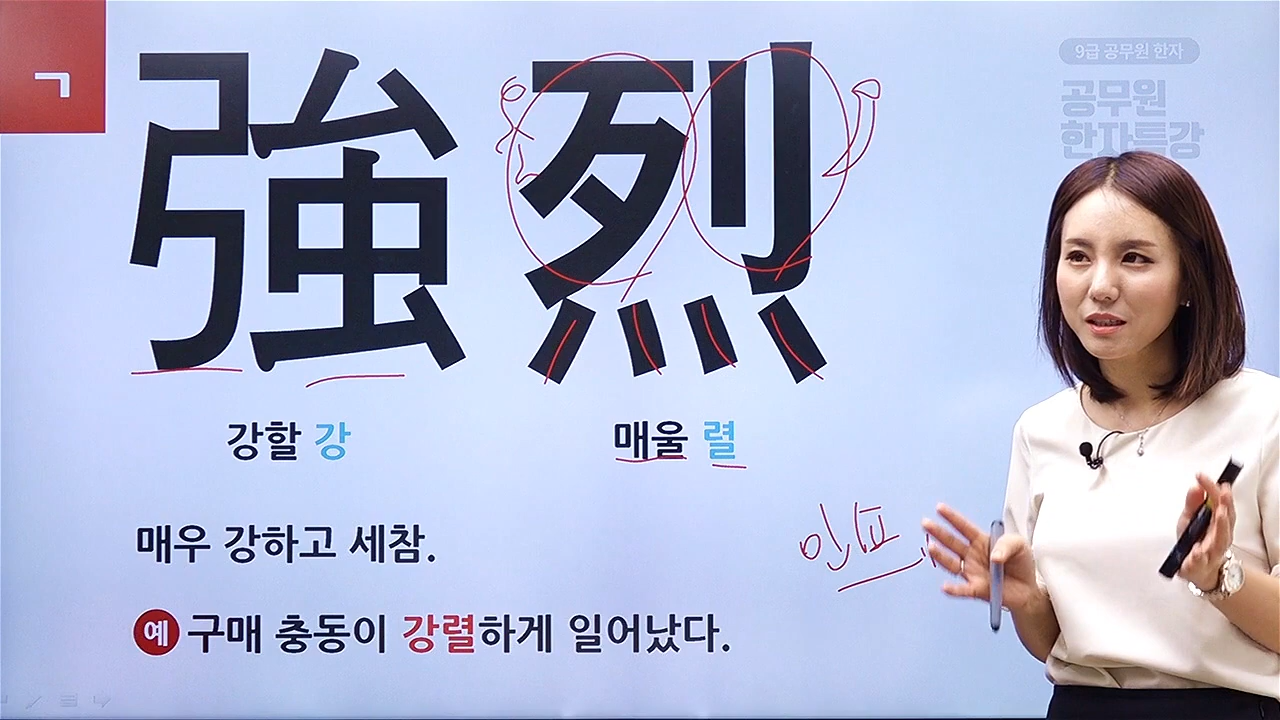 ㄱ
9급 공무원 한자
공무원
한자특강
強烈
강할 강
매울 렬
매우 강하고 세참.
예 구매 충동이 강렬하게 일어났다.